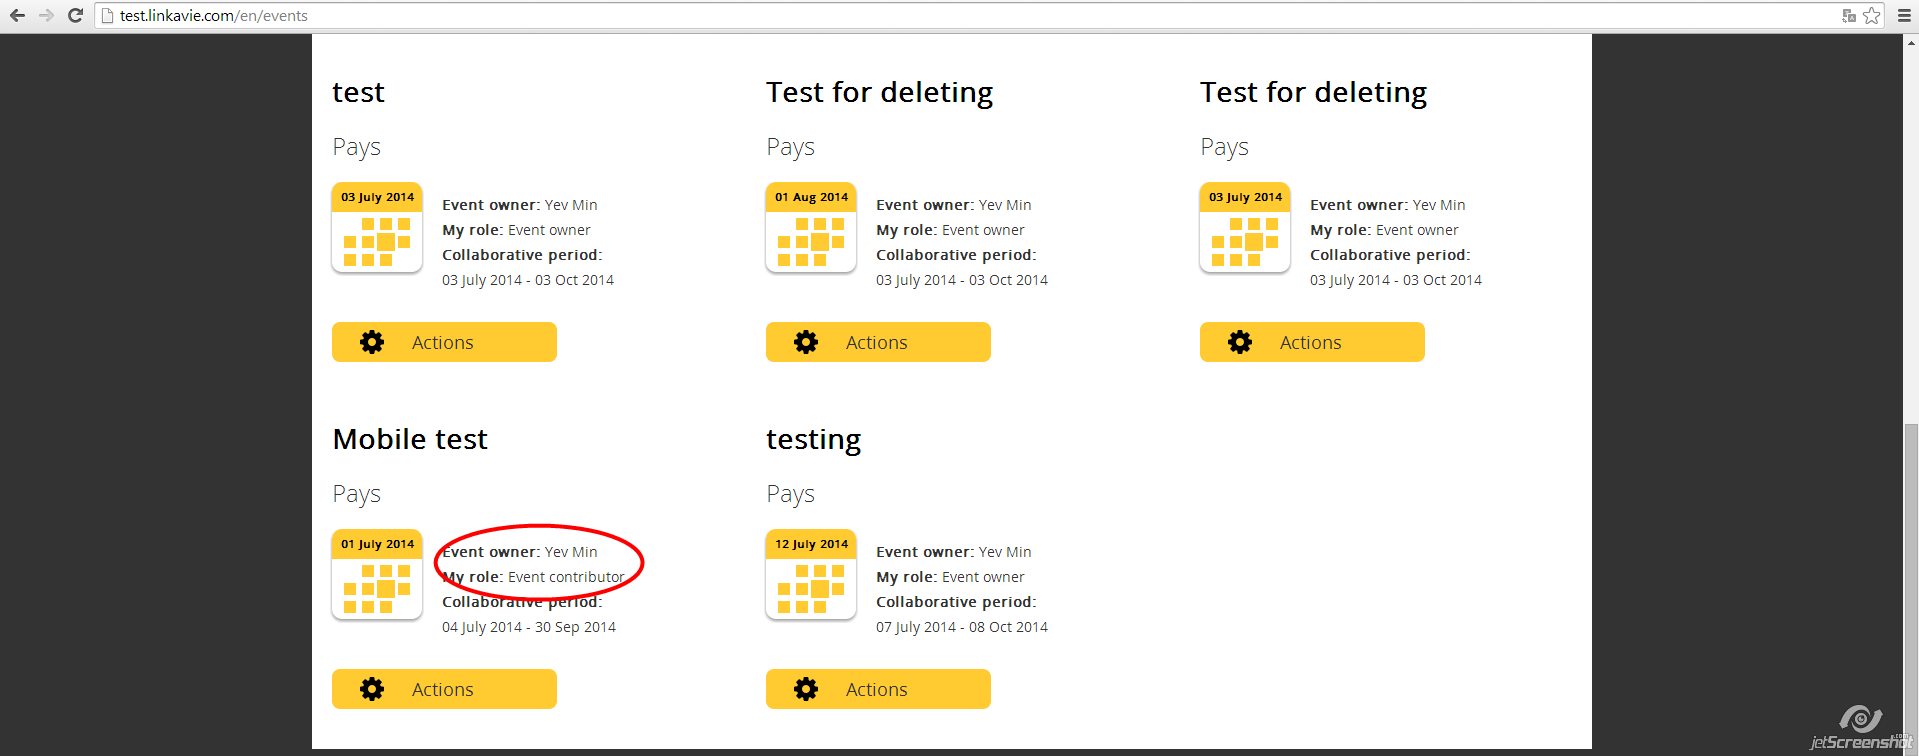 test.linkavie.com/en/events
test
Pays
03 July 2014
Event owner: Yev Min
My role: Event owner
Collaborative period:
03 July 2014 - 03 Oct 2014
Actions
Test for deleting
Pays
01 Aug 2014
Event owner: Yev Min
My role: Event owner
Collaborative period:
03 July 2014 - 03 Oct 2014
Actions
Test for deleting
Pays
03 July 2014
Event owner: Yev Min
My role: Event owner
Collaborative period:
03 July 2014 - 03 Oct 2014
Actions
Mobile test
Pays
01 July 2014
Event owner: Yev Min
My role: Event contributor
Collaborative period:
04 July 2014 - 30 Sep 2014
Actions
testing
Pays
12 July 2014
Event owner: Yev Min
My role: Event owner
Collaborative period:
07 July 2014 - 08 Oct 2014
Actions
jetScreenshot.com